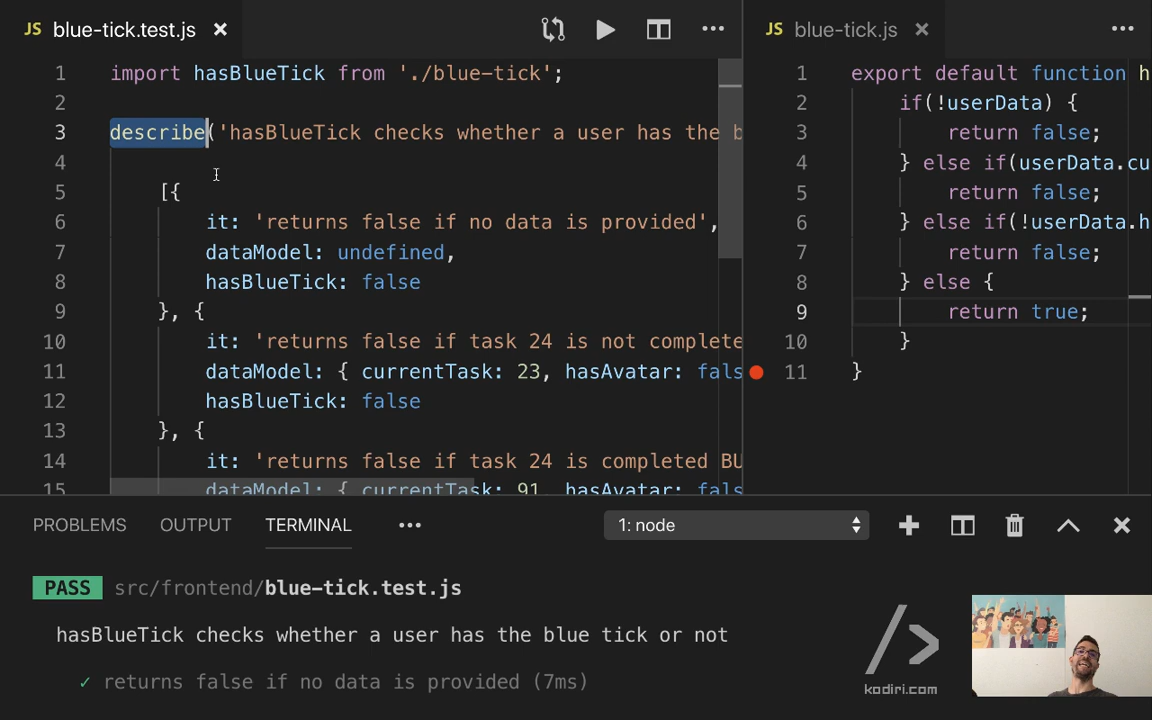 JS blue-tick.test.js ×
JS blue-tick.js ×
1 import hasBlueTick from './blue-tick';
2
3 describe('hasBlueTick checks whether a user has the b
4
5 [{
6 it: 'returns false if no data is provided',
7 dataModel: undefined,
8 hasBlueTick: false
9 }, {
10 it: 'returns false if task 24 is not complete
11 dataModel: { currentTask: 23, hasAvatar: fals
12 hasBlueTick: false
13 }, {
14 it: 'returns false if task 24 is completed BU
15 dataModel: { currentTask: 91, hasAvatar: fals
1 export default function h
2 if(!userData) {
3 return false;
4 } else if(userData.cu
5 return false;
6 } else if(!userData.h
7 return false;
8 } else {
9 return true;
10 }
11 }
PROBLEMS OUTPUT TERMINAL ••• 1: node
PASS src/frontend/blue-tick.test.js
hasBlueTick checks whether a user has the blue tick or not
✓ returns false if no data is provided (7ms)
/>
kodiri.com